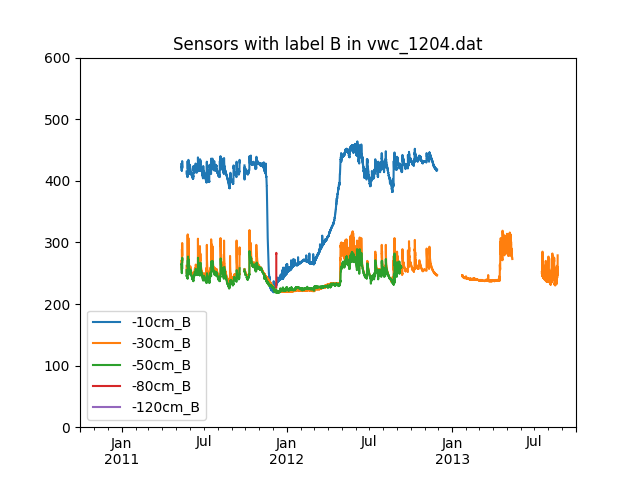 Sensors with label B in vwc_1204.dat
600
500
400
300
200
100
0
-10cm_B
-30cm_B
-50cm_B
-80cm_B
-120cm_B
Jan Jul Jan Jul Jan Jul
2011 2012 2013